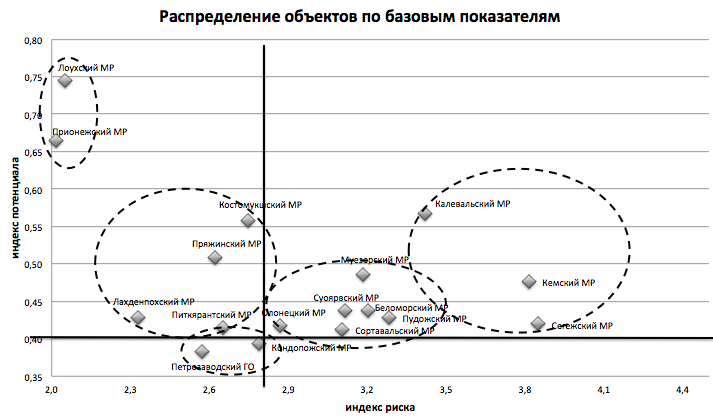 Распределение объектов по базовым показателям
0,80
0,75
0,70
0,65
0,60
0,55
0,50
0,45
0,40
0,35
индекс потенциала
Лоухский МР
Прионежский МР
Костомукшский МР
Калевальский МР
Пряжинский МР
Муезерский МР
Кемский МР
Лахденпохский МР
Суоярвский МР
Питкярантский МР
Олонецкий МР
Беломорский МР
Пудожский МР
Сегежский МР
Сортавальский МР
Кондопожский МР
Петрозаводский ГО
2,0 2,3 2,6 2,9 3,2 3,5 3,8 4,1 4,4
индекс риска